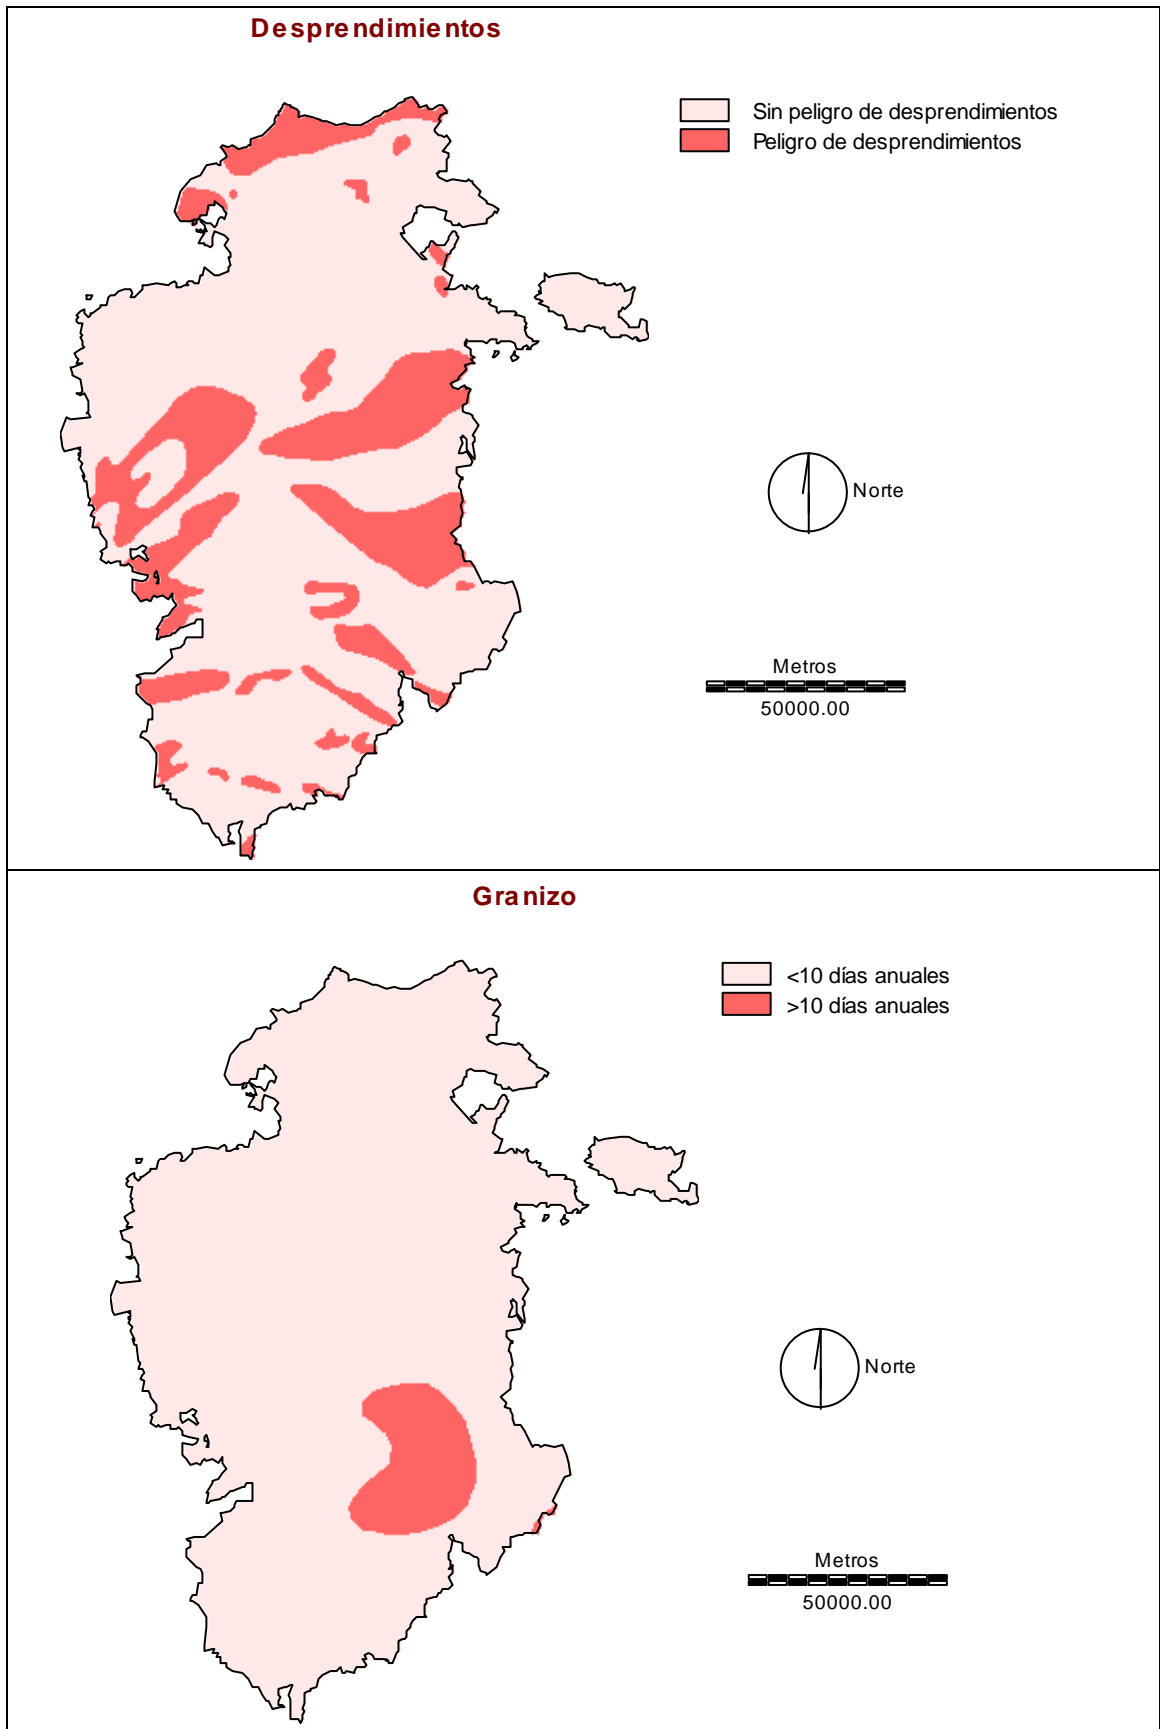 Desprendimientos
Sin peligro de desprendimientos
Peligro de desprendimientos
Norte
Metros
50000.00
Granizo
<10 días anuales
>10 días anuales
Norte
Metros
50000.00